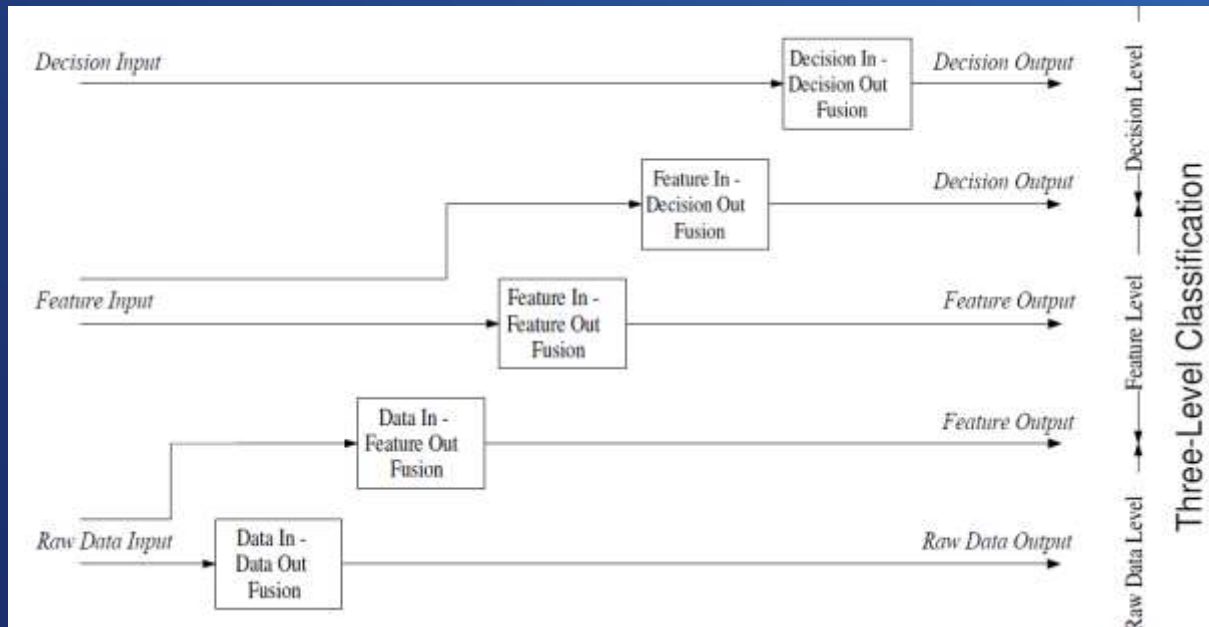 Decision Input
Decision In -
Decision Out
Fusion
Decision Output
Feature In -
Decision Out
Fusion
Decision Output
Feature Input
Feature In -
Feature Out
Fusion
Feature Output
Data In -
Feature Out
Fusion
Feature Output
Raw Data Input
Data In -
Data Out
Fusion
Raw Data Output
Decision Level
Feature Level
Raw Data Level
Three-Level Classification